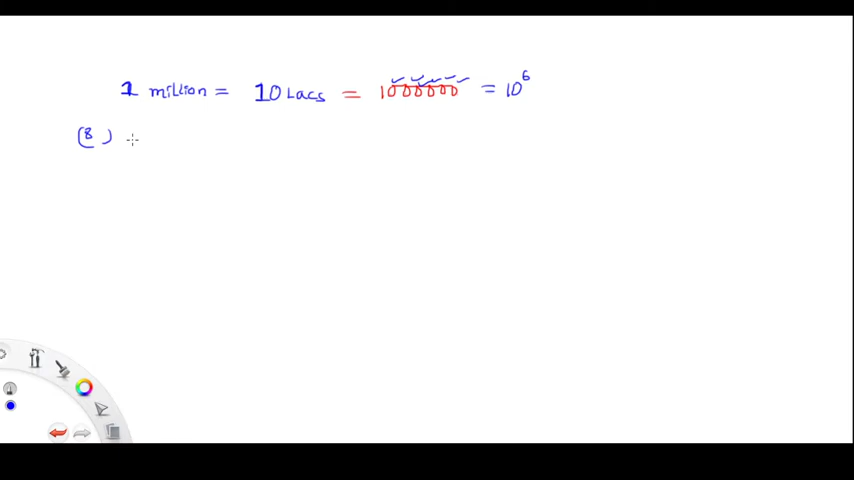 1 million = 10 Lacs = 1000000 = 10⁶
(8)